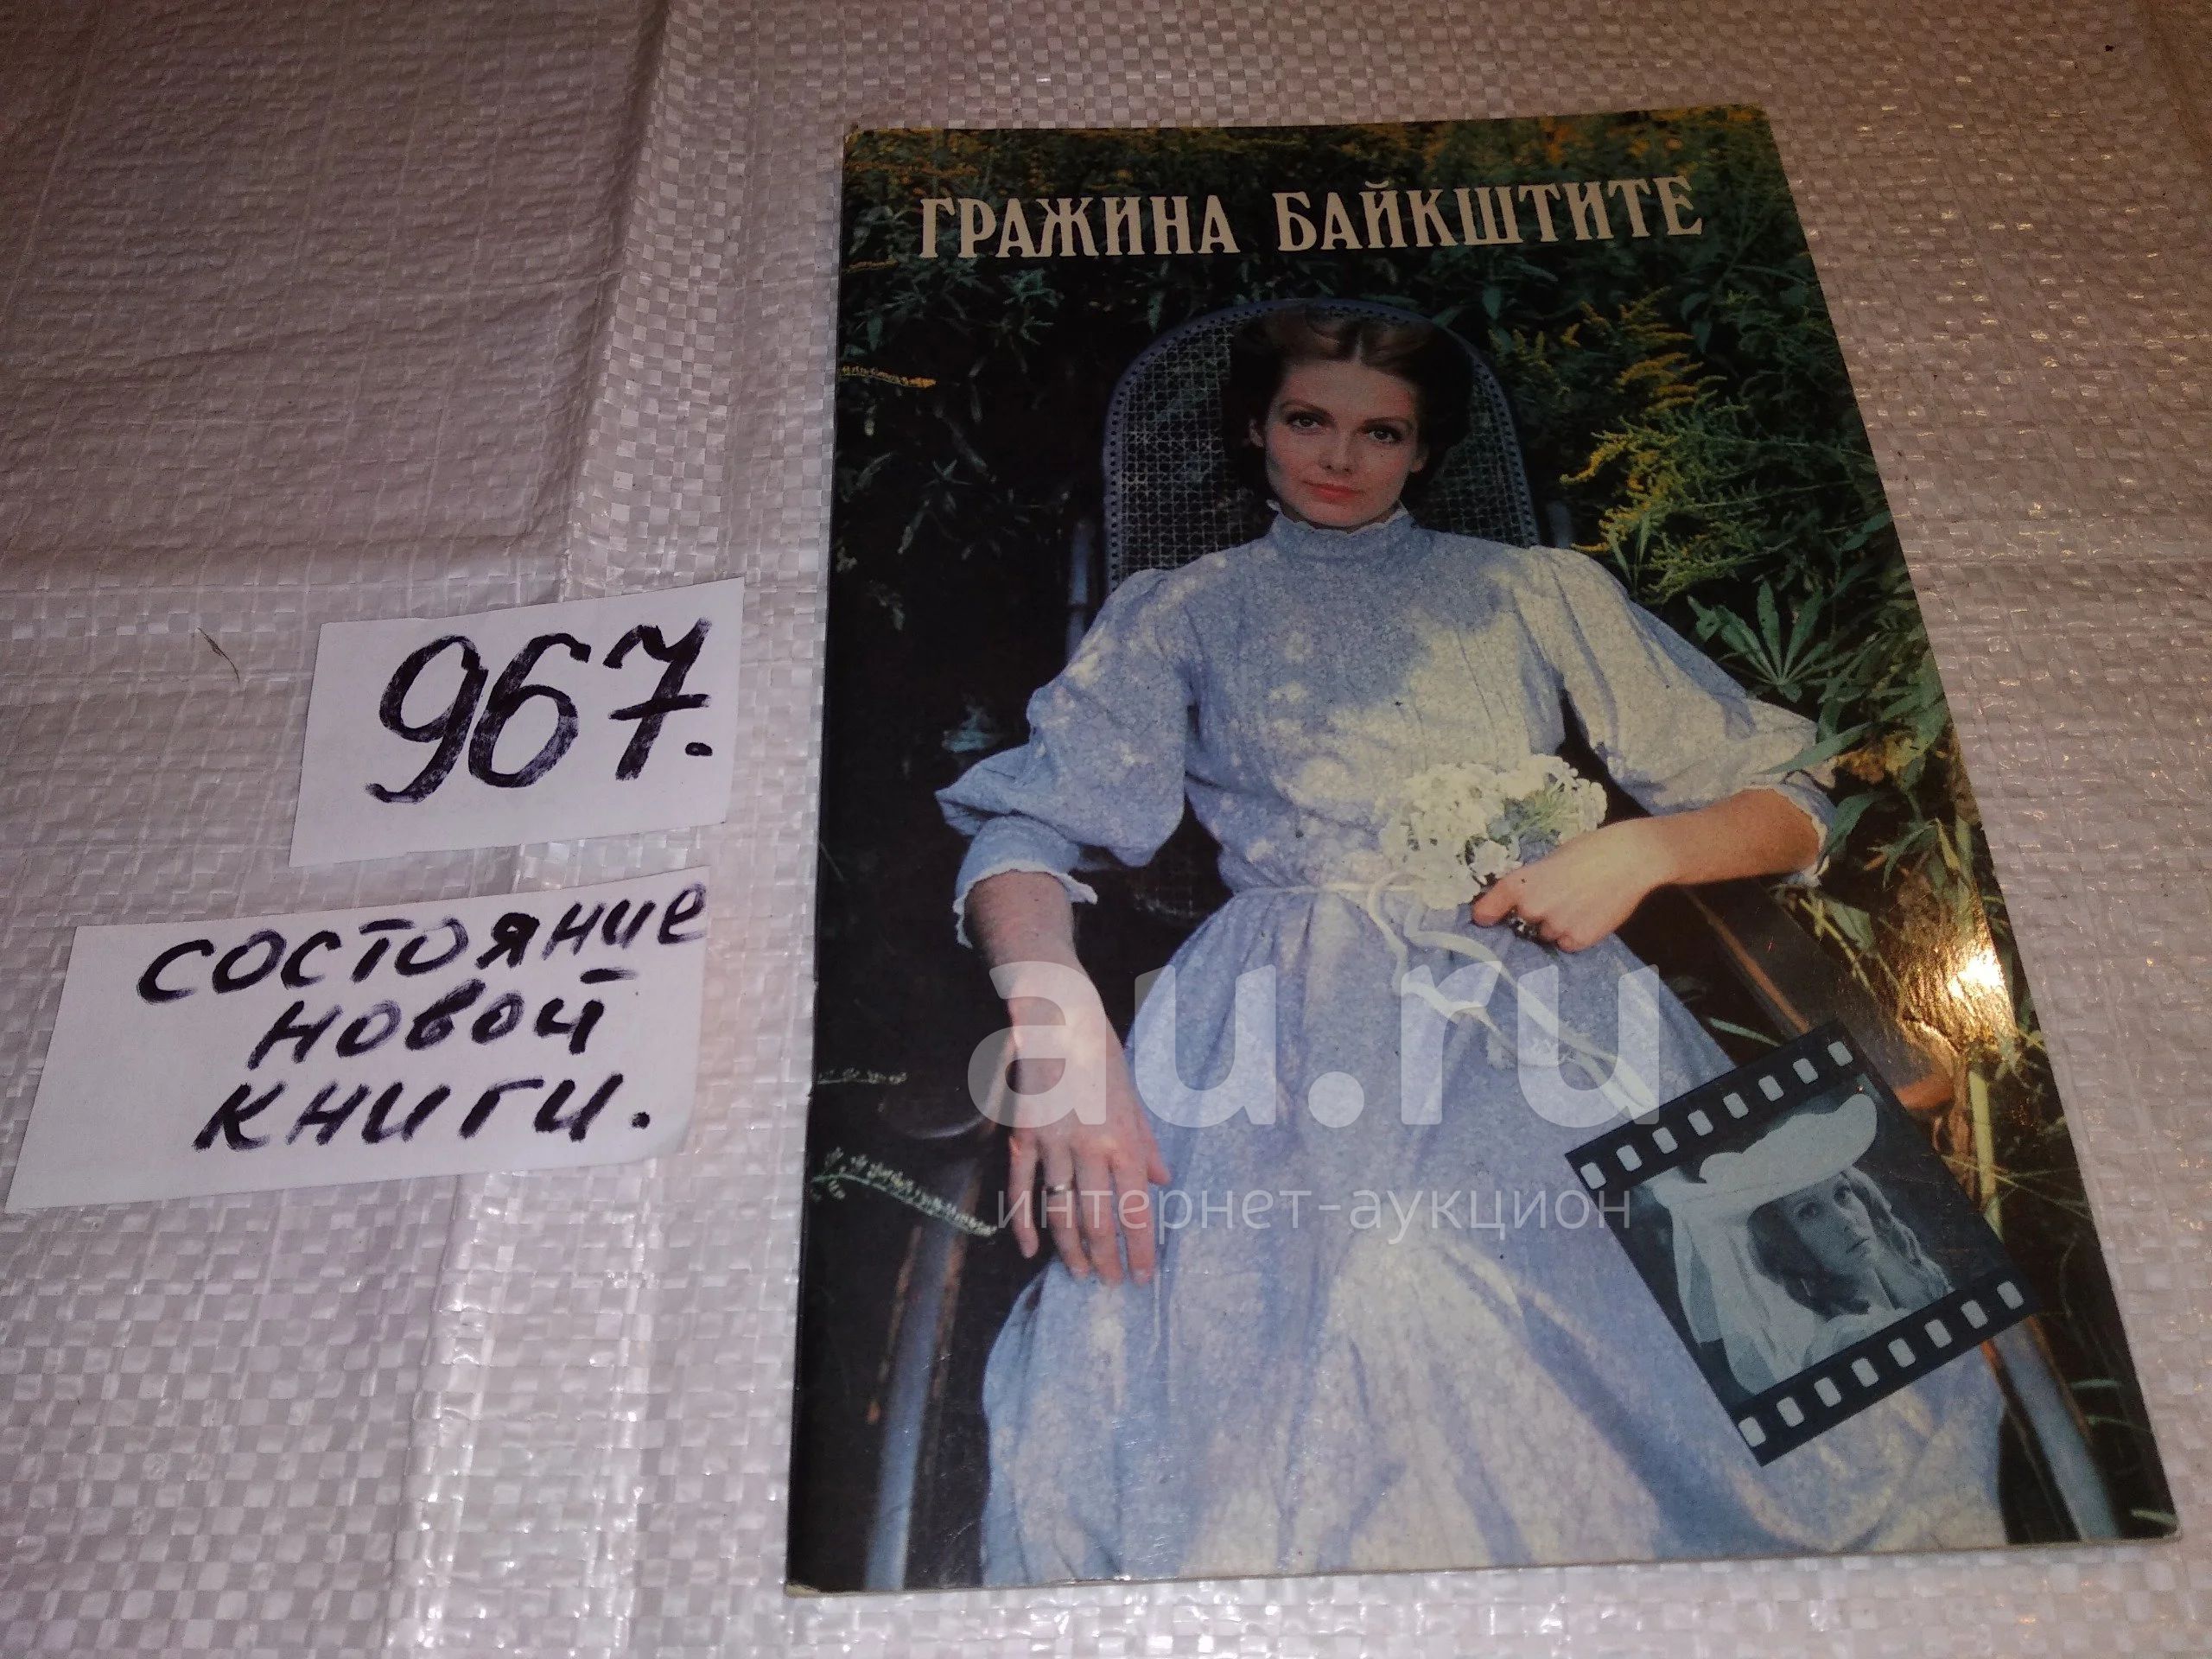 ГРАЖИНА БАЙКШТИТЕ
967.
состояние
новой
книги.
au.ru
интернет-аукцион